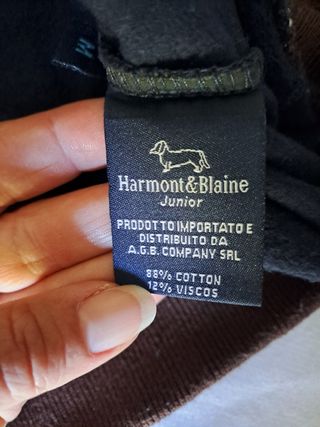 M
Harmont&Blaine
Junior
PRODOTTO IMPORTATO E
DISTRIBUITO DA
A.G.B. COMPANY SRL
88% COTTON
12% VISCOS